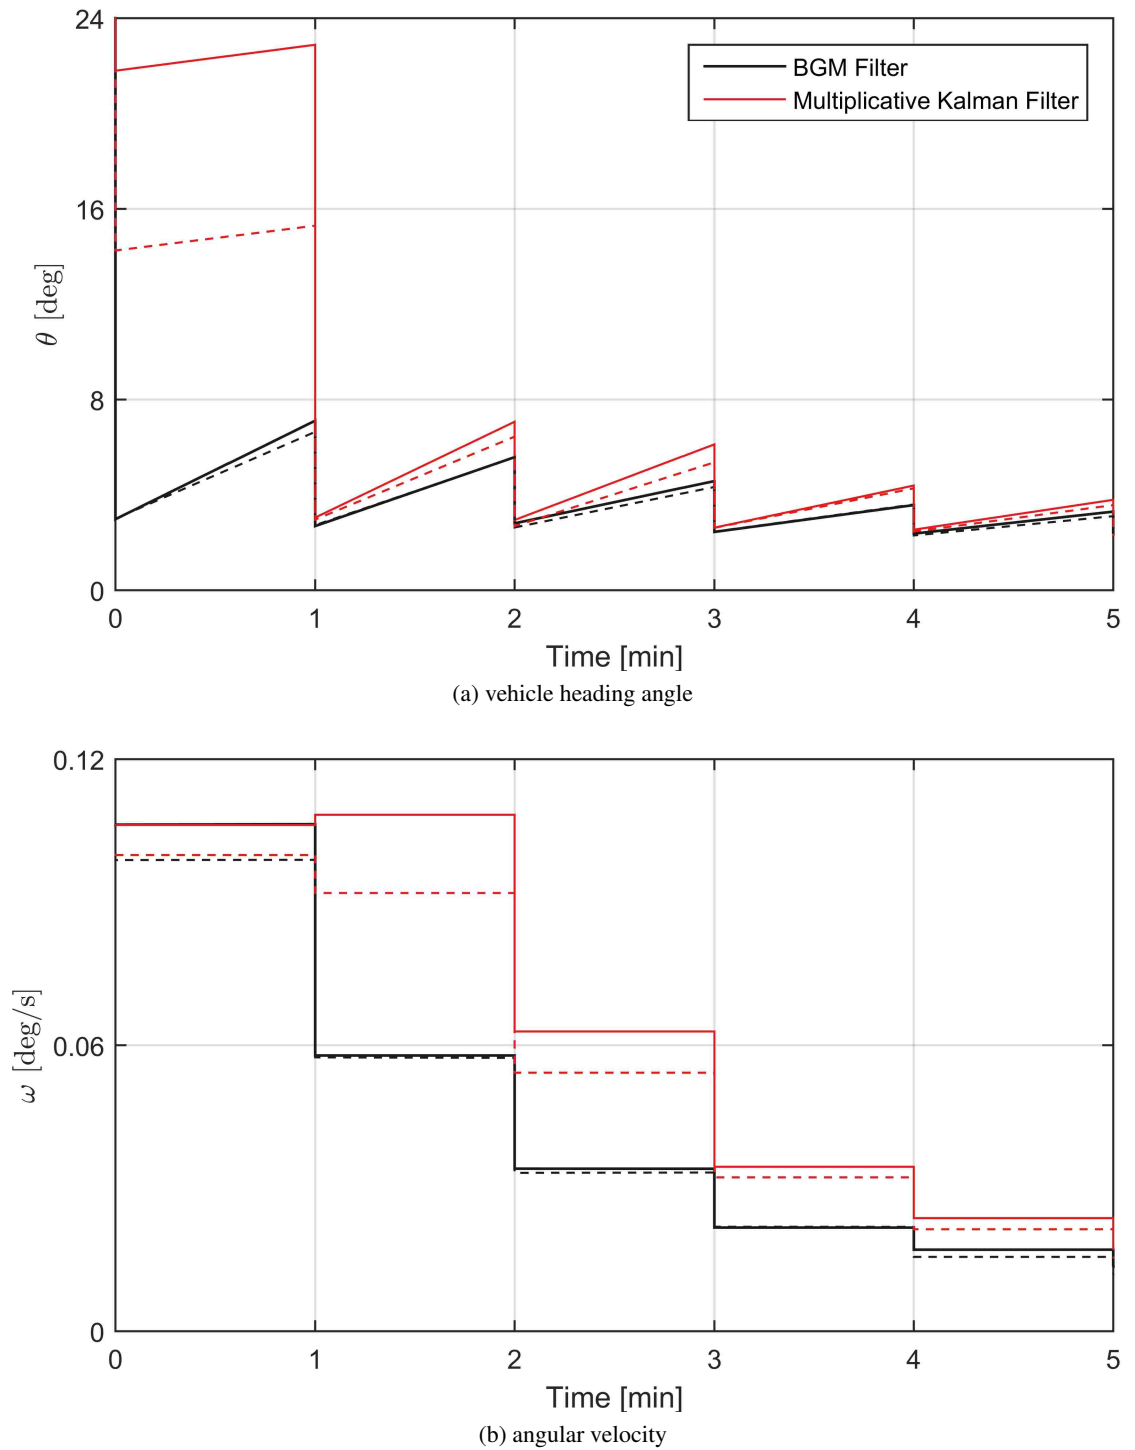 24
16
8
0
θ [deg]
BGM Filter
Multiplicative Kalman Filter
0 1 2 3 4 5
Time [min]
(a) vehicle heading angle
0.12
0.06
0
ω [deg/s]
0 1 2 3 4 5
Time [min]
(b) angular velocity